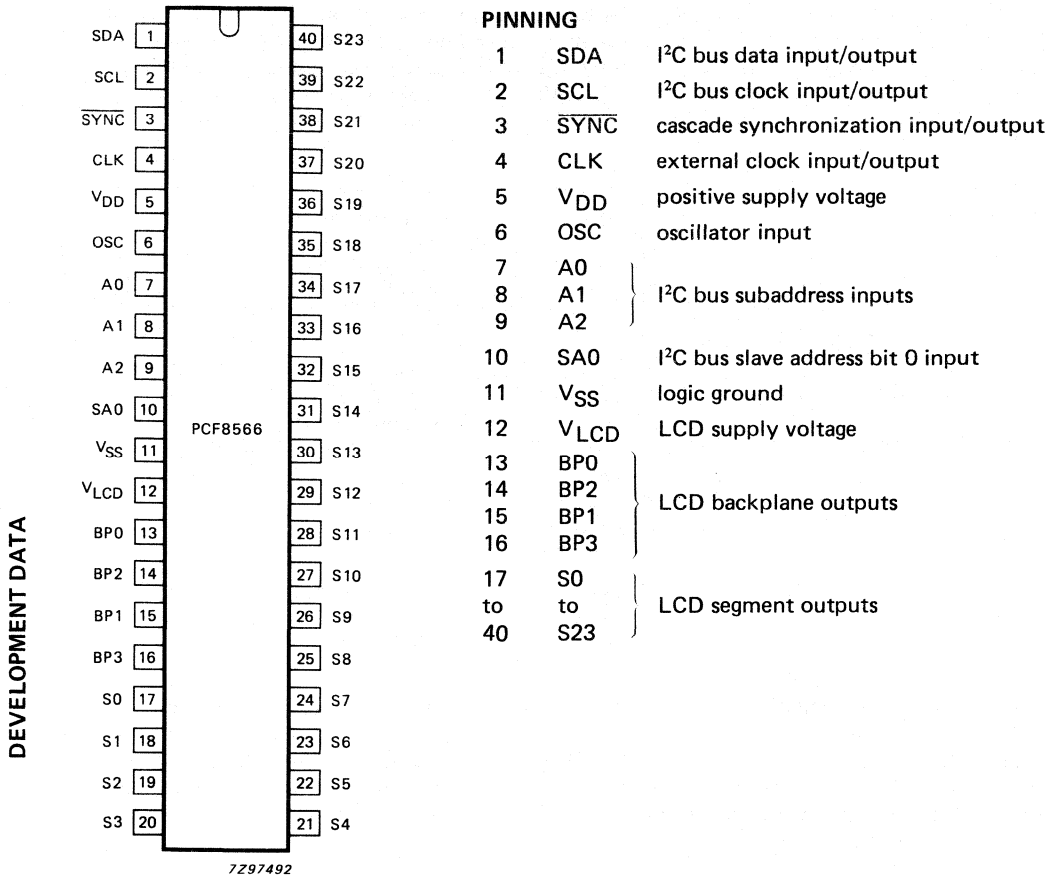 SDA 1
SCL 2
S̅Y̅N̅C̅ 3
CLK 4
VDD 5
OSC 6
A0 7
A1 8
A2 9
SA0 10
VSS 11
VLCD 12
BP0 13
BP2 14
BP1 15
BP3 16
S0 17
S1 18
S2 19
S3 20
PCF8566
40 S23
39 S22
38 S21
37 S20
36 S19
35 S18
34 S17
33 S16
32 S15
31 S14
30 S13
29 S12
28 S11
27 S10
26 S9
25 S8
24 S7
23 S6
22 S5
21 S4
7Z97492
DEVELOPMENT DATA
PINNING
1 SDA I²C bus data input/output
2 SCL I²C bus clock input/output
3 S̅Y̅N̅C̅ cascade synchronization input/output
4 CLK external clock input/output
5 VDD positive supply voltage
6 OSC oscillator input
7 A0
8 A1 I²C bus subaddress inputs
9 A2
10 SA0 I²C bus slave address bit 0 input
11 VSS logic ground
12 VLCD LCD supply voltage
13 BP0
14 BP2
LCD backplane outputs
15 BP1
16 BP3
17 S0
to to LCD segment outputs
40 S23